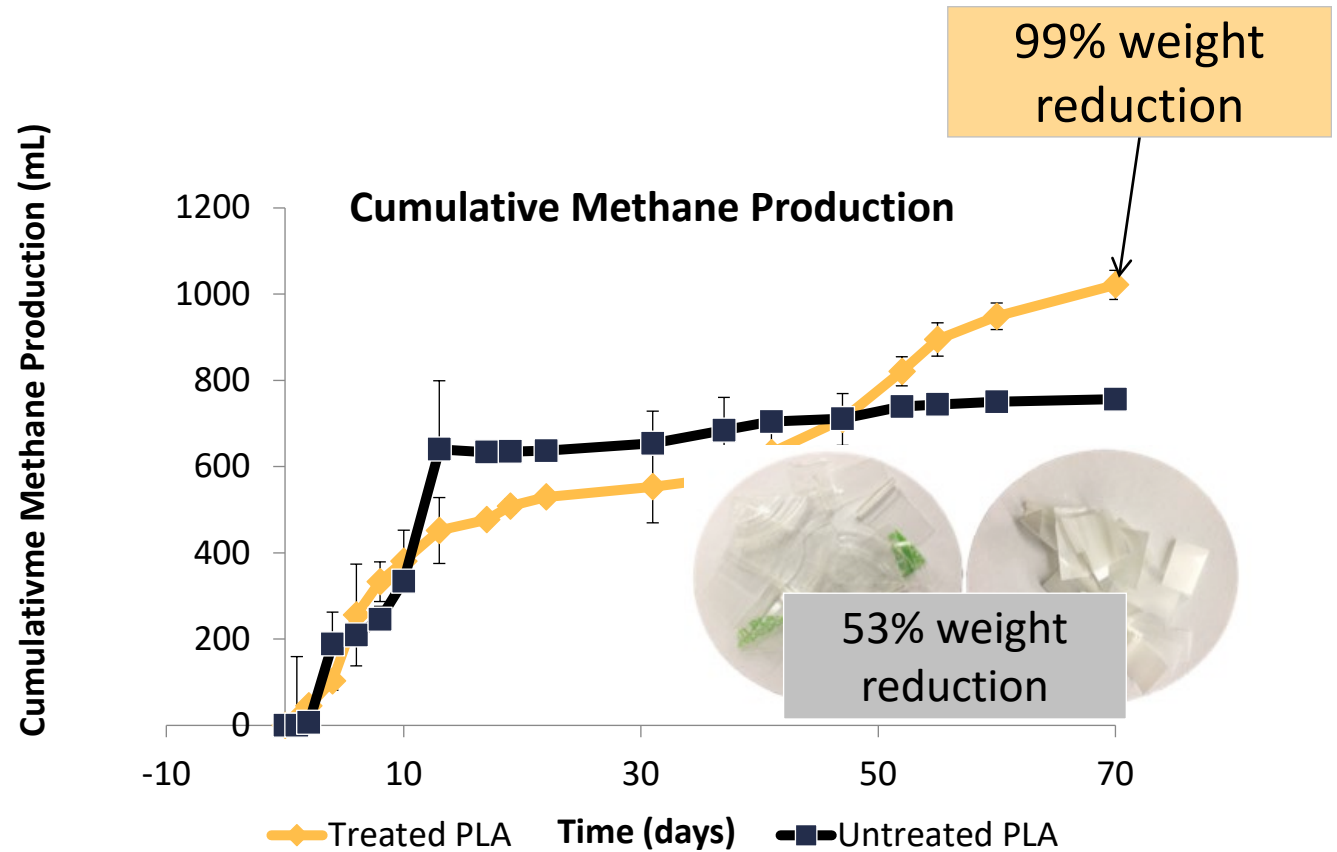 99% weight
reduction
Cumulative Methane Production
Cumulativme Methane Production (mL)
1200
1000
800
600
400
200
0
53% weight
reduction
-10 10 30 50 70
Treated PLA Time (days) Untreated PLA